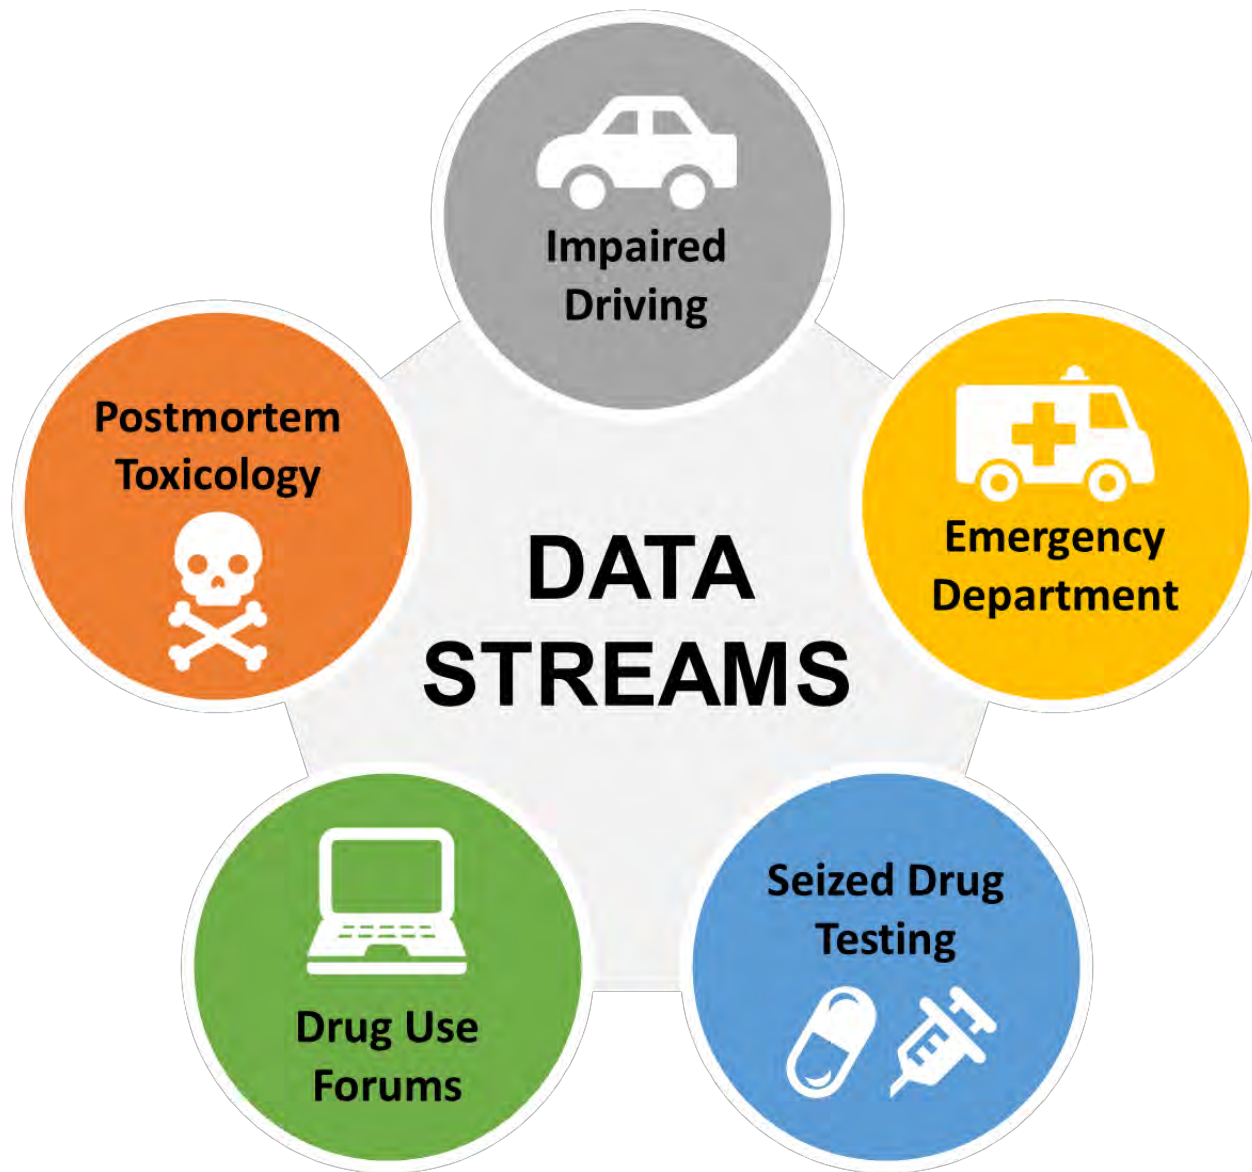 Impaired
Driving
Postmortem
Toxicology
Emergency
Department
DATA
STREAMS
Drug Use
Forums
Seized Drug
Testing